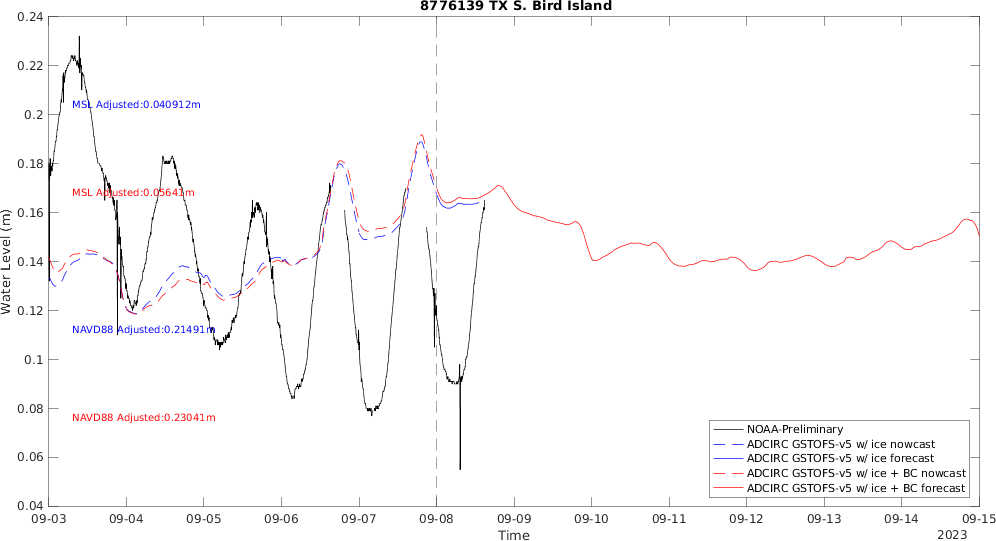 8776139 TX S. Bird Island
0.24
0.22
0.2
0.18
0.16
0.14
0.12
0.1
0.08
0.06
0.04
Water Level (m)
MSL Adjusted:0.040912m
MSL Adjusted:0.05641m
NAVD88 Adjusted:0.21491m
NAVD88 Adjusted:0.23041m
NOAA-Preliminary
ADCIRC GSTOFS-v5 w/ ice nowcast
ADCIRC GSTOFS-v5 w/ ice forecast
ADCIRC GSTOFS-v5 w/ ice + BC nowcast
ADCIRC GSTOFS-v5 w/ ice + BC forecast
09-03 09-04 09-05 09-06 09-07 09-08 09-09 09-10 09-11 09-12 09-13 09-14 09-15
Time
2023